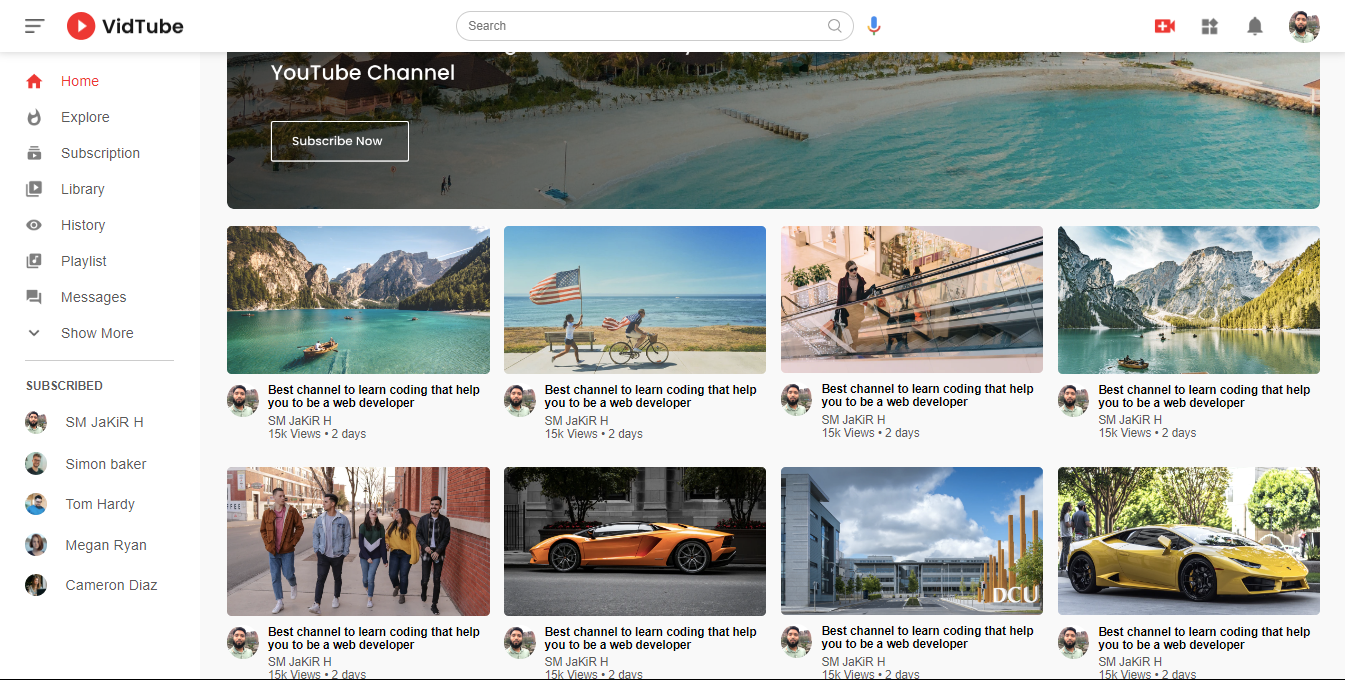 VidTube
Search
Home
Explore
Subscription
Library
History
Playlist
Messages
Show More
SUBSCRIBED
SM JaKiR H
Simon baker
Tom Hardy
Megan Ryan
Cameron Diaz
YouTube Channel
Subscribe Now
Best channel to learn coding that help
you to be a web developer
SM JaKiR H
15k Views • 2 days
Best channel to learn coding that help
you to be a web developer
SM JaKiR H
15k Views • 2 days
Best channel to learn coding that help
you to be a web developer
SM JaKiR H
15k Views • 2 days
Best channel to learn coding that help
you to be a web developer
SM JaKiR H
15k Views • 2 days
DCU
Best channel to learn coding that help
you to be a web developer
SM JaKiR H
15k Views • 2 days
Best channel to learn coding that help
you to be a web developer
SM JaKiR H
15k Views • 2 days
Best channel to learn coding that help
you to be a web developer
SM JaKiR H
15k Views • 2 days
Best channel to learn coding that help
you to be a web developer
SM JaKiR H
15k Views • 2 days